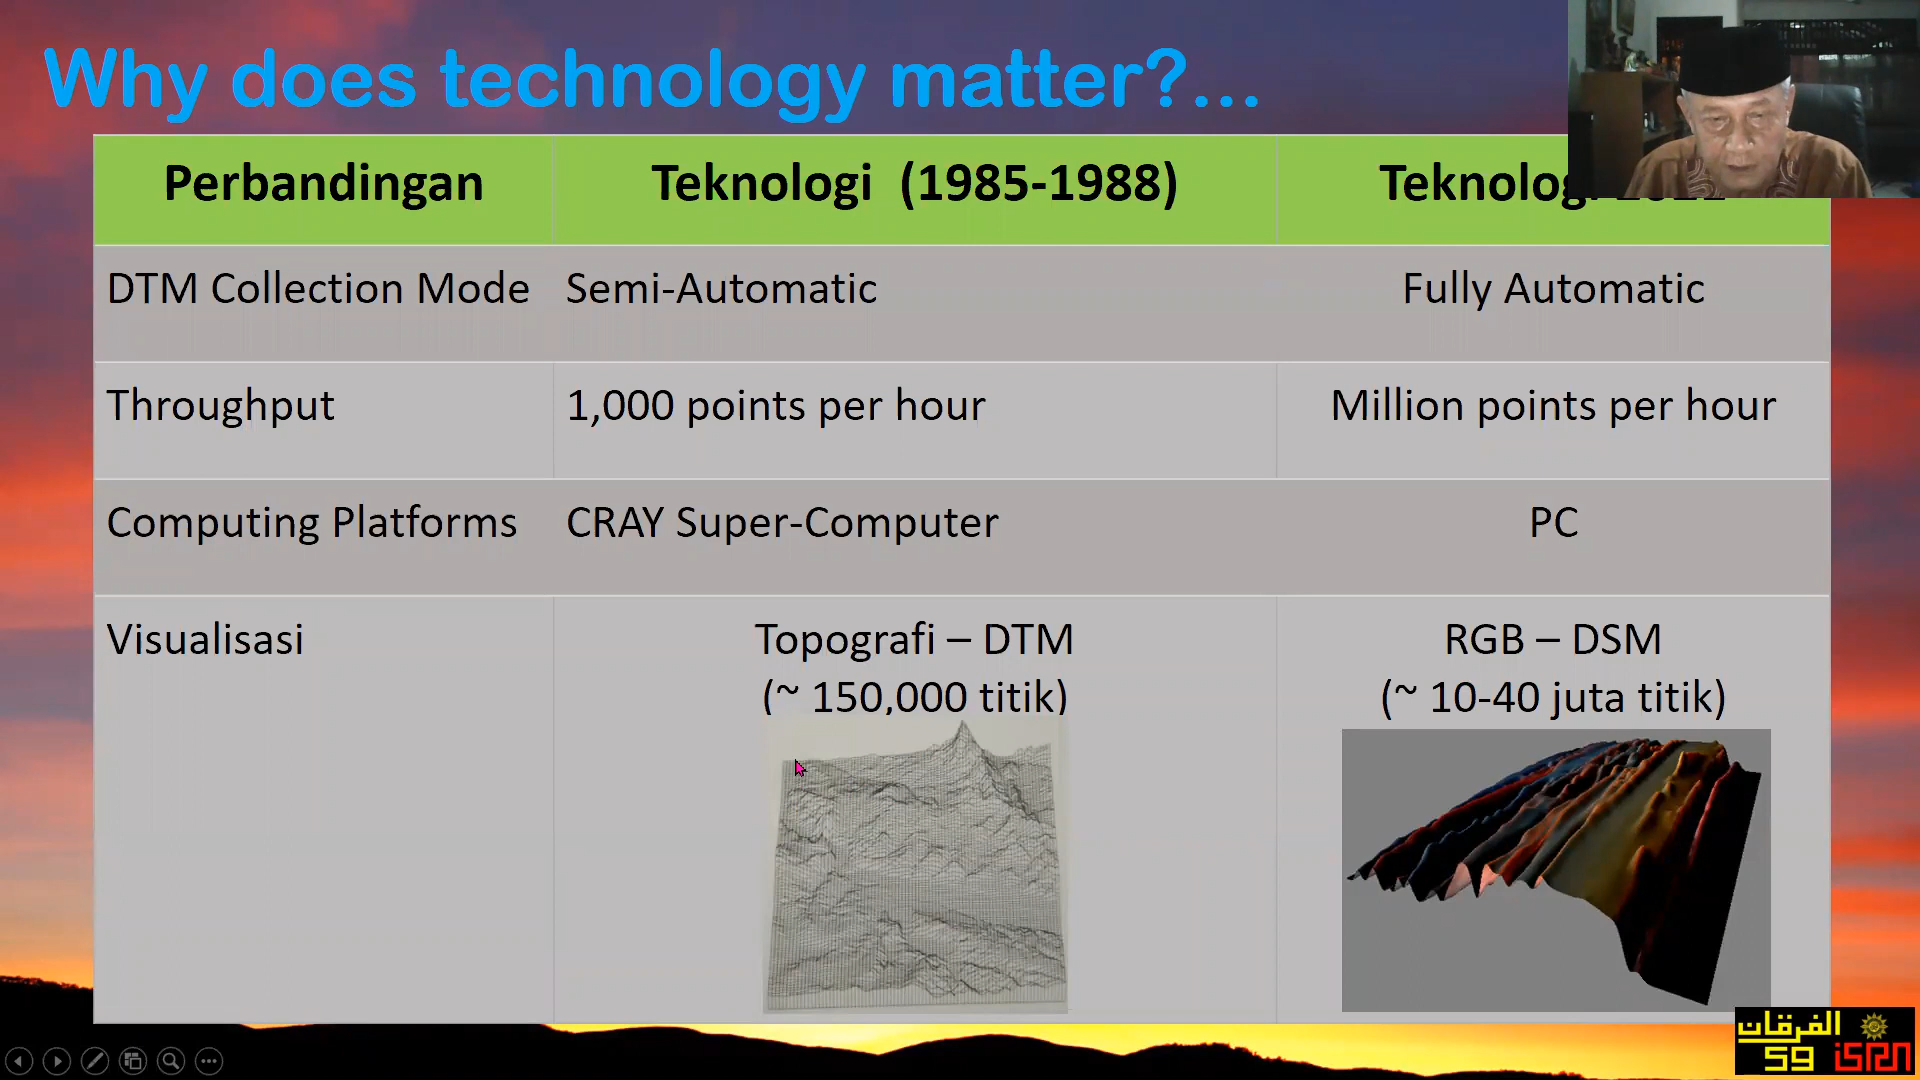 Why does technology matter?...
Perbandingan
Teknologi (1985-1988)
Teknologi
DTM Collection Mode
Semi-Automatic
Fully Automatic
Throughput
1,000 points per hour
Million points per hour
Computing Platforms
CRAY Super-Computer
PC
Visualisasi
Topografi – DTM
(~ 150,000 titik)
RGB – DSM
(~ 10-40 juta titik)
الفرقان